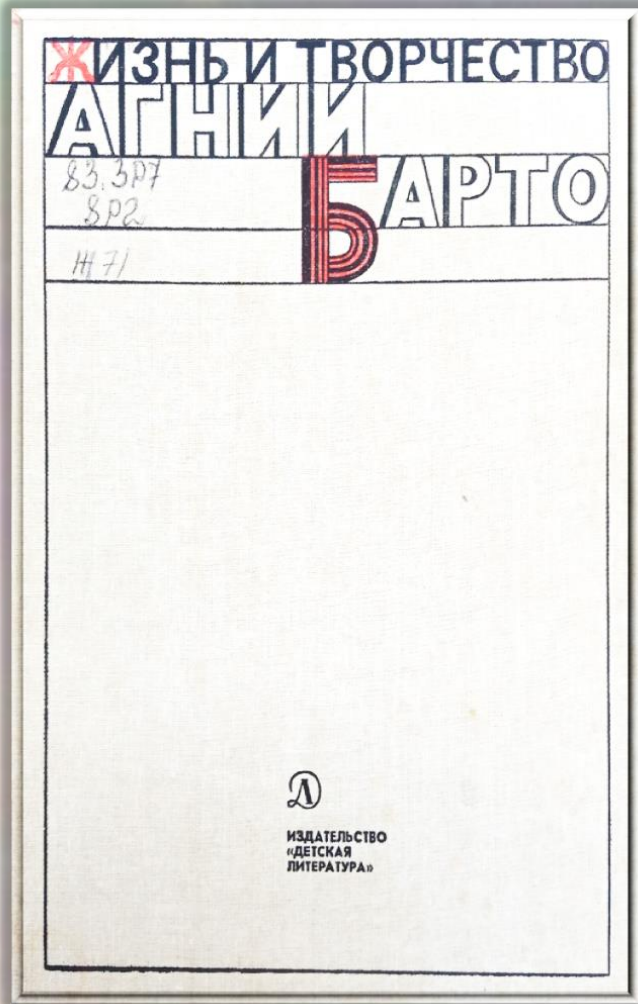 ЖИЗНЬ И ТВОРЧЕСТВО
АГНИИ
БАРТО
83.3Р7
8Р2
Ж71
ИЗДАТЕЛЬСТВО
«ДЕТСКАЯ
ЛИТЕРАТУРА»